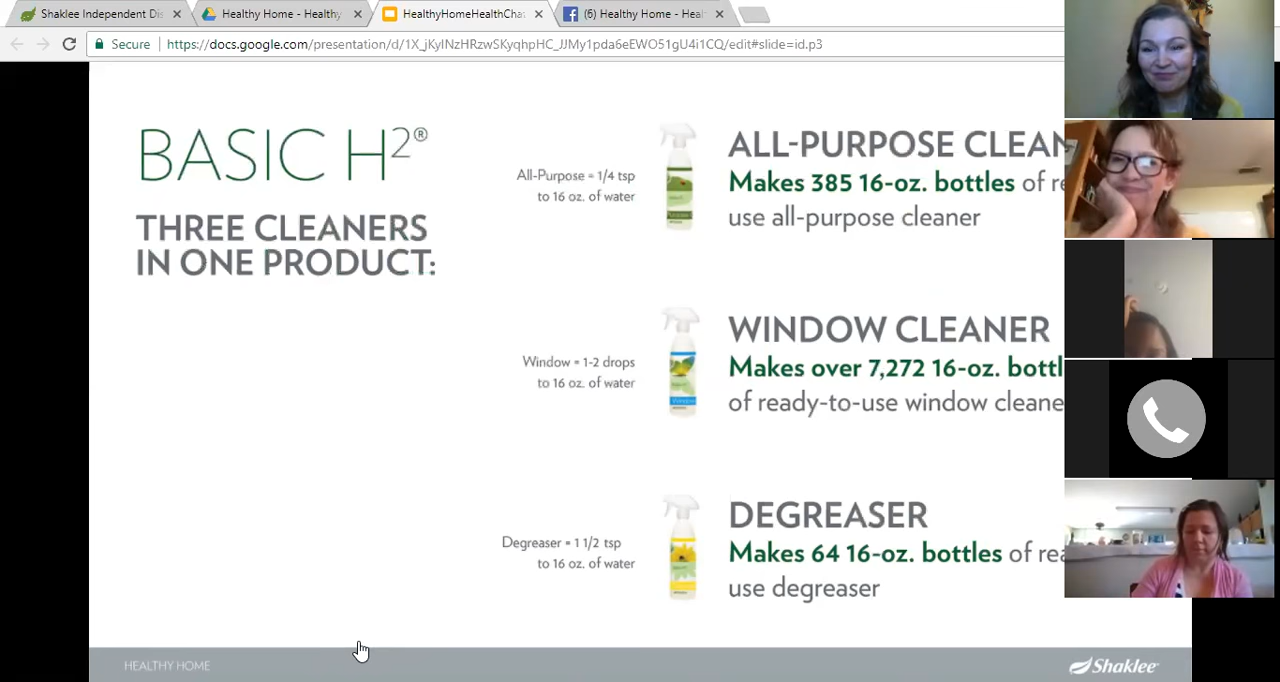 Shaklee Independent Di
Healthy Home - Healthy
HealthyHomeHealthCha
(5) Healthy Home - Heal
Secure
https://docs.google.com/presentation/d/1X_jKyINzHRzwSKyqhpHC_JJMy1pda6eEWO51gU4i1CQ/edit#slide=id.p3
BASIC H2®
THREE CLEANERS
IN ONE PRODUCT:
All-Purpose = 1/4 tsp
to 16 oz. of water
ALL-PURPOSE CLEAN
Makes 385 16-oz. bottles of re
use all-purpose cleaner
Window = 1-2 drops
to 16 oz. of water
WINDOW CLEANER
Makes over 7,272 16-oz. bottl
of ready-to-use window cleane
Degreaser = 1 1/2 tsp
to 16 oz. of water
DEGREASER
Makes 64 16-oz. bottles of rea
use degreaser
HEALTHY HOME
Shaklee